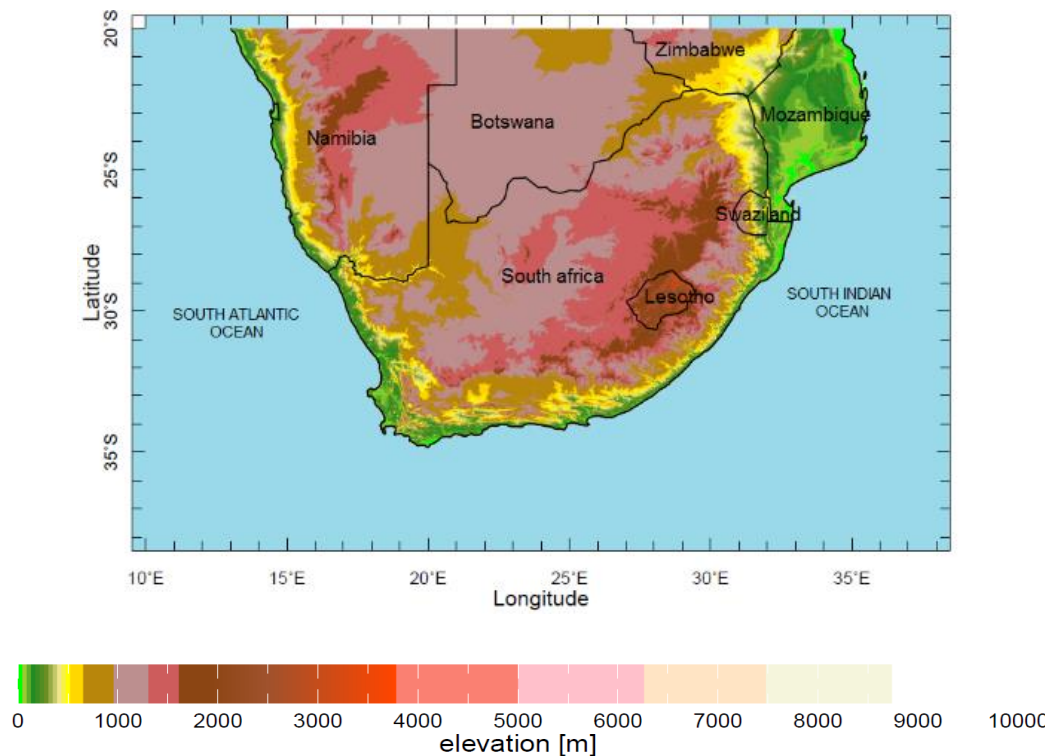 20°S
Zimbabwe
Mozambique
Botswana
Namibia
25°S
Swaziland
Latitude
South africa
Lesotho
SOUTH INDIAN
OCEAN
30°S
SOUTH ATLANTIC
OCEAN
35°S
10°E 15°E 20°E 25°E 30°E 35°E
Longitude
0 1000 2000 3000 4000 5000 6000 7000 8000 9000 10000
elevation [m]